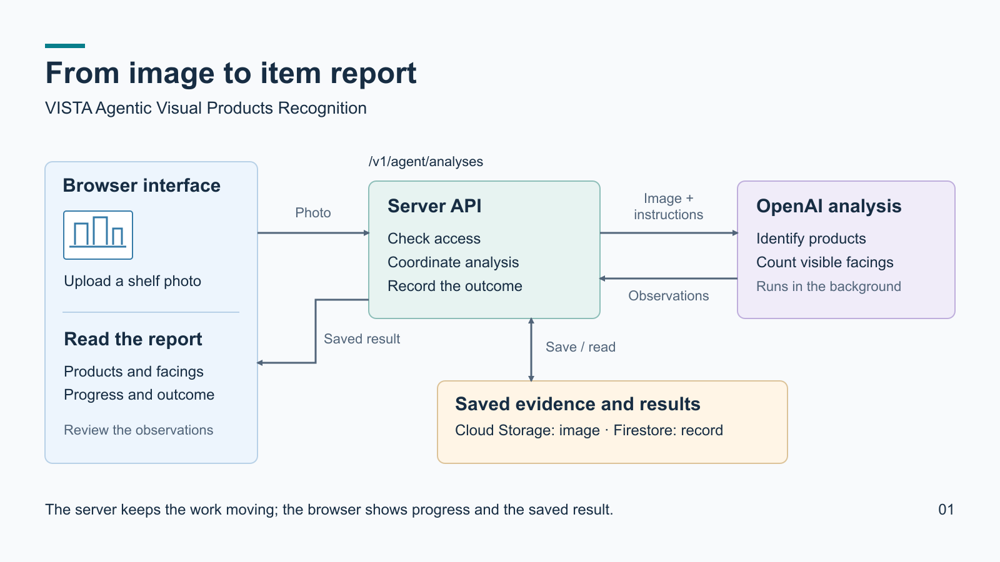 From image to item report
VISTA Agentic Visual Products Recognition
Browser interface
Upload a shelf photo
Read the report
Products and facings
Progress and outcome
Review the observations
Photo
Saved result
/v1/agent/analyses
Server API
Check access
Coordinate analysis
Record the outcome
Image +
instructions
Observations
OpenAI analysis
Identify products
Count visible facings
Runs in the background
Save / read
Saved evidence and results
Cloud Storage: image · Firestore: record
The server keeps the work moving; the browser shows progress and the saved result.
01